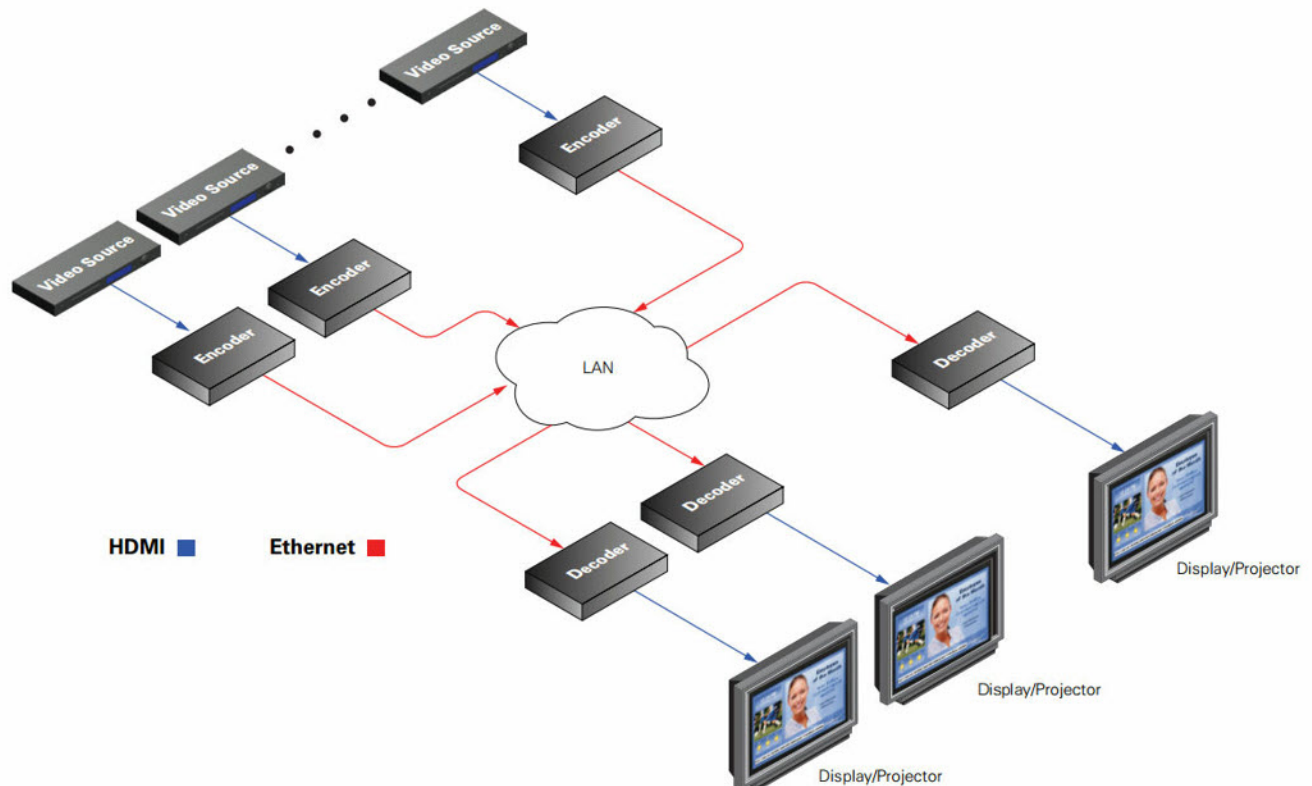 Video Source
Encoder
Video Source
Encoder
Video Source
Encoder
LAN
Decoder
Decoder
Decoder
HDMI
Ethernet
Display/Projector
Display/Projector
Display/Projector